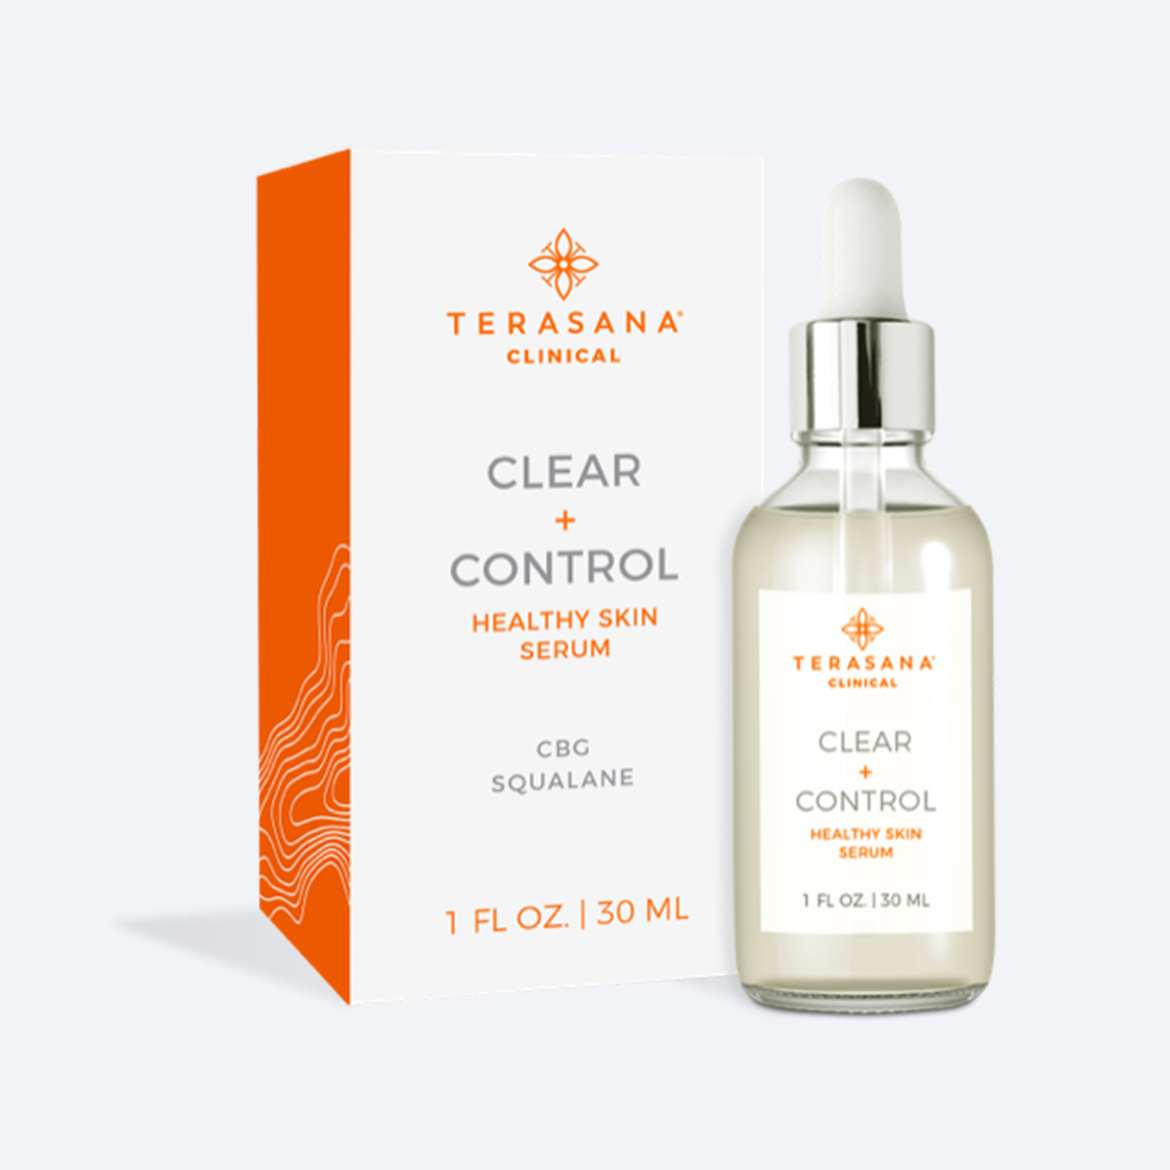 TERASANA®
CLINICAL
CLEAR
+
CONTROL
HEALTHY SKIN
SERUM
CBG
SQUALANE
1 FL OZ. | 30 ML
TERASANA®
CLINICAL
CLEAR
+
CONTROL
HEALTHY SKIN
SERUM
1 FL OZ. | 30 ML